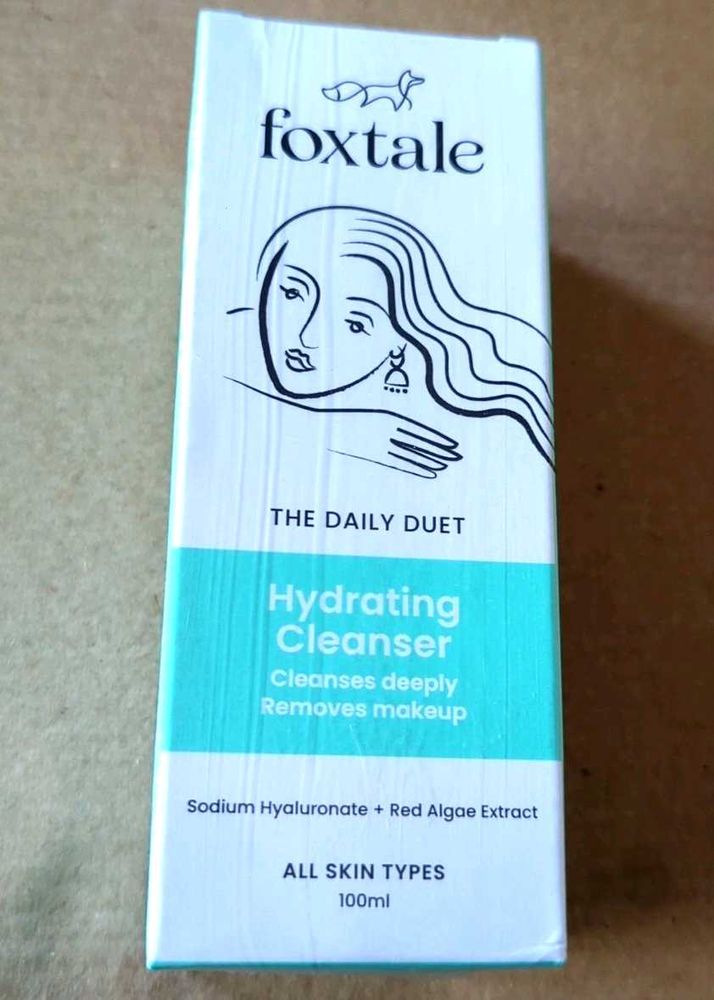 foxtale
THE DAILY DUET
Hydrating
Cleanser
Cleanses deeply
Removes makeup
Sodium Hyaluronate + Red Algae Extract
ALL SKIN TYPES
100ml